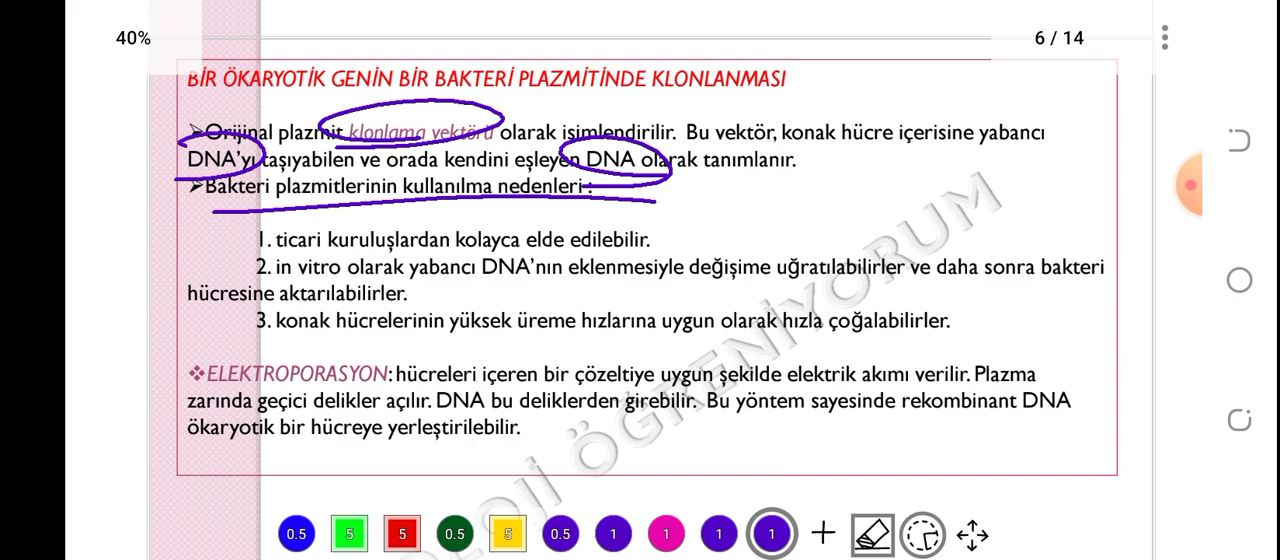 40%
6 / 14
BİR ÖKARYOTİK GENİN BİR BAKTERİ PLAZMİTİNDE KLONLANMASI
➢Orijinal plazmit klonlama vektörü olarak isimlendirilir. Bu vektör, konak hücre içerisine yabancı
DNA'yı taşıyabilen ve orada kendini eşleyen DNA olarak tanımlanır.
➢Bakteri plazmitlerinin kullanılma nedenleri :
1. ticari kuruluşlardan kolayca elde edilebilir.
2. in vitro olarak yabancı DNA'nın eklenmesiyle değişime uğratılabilirler ve daha sonra bakteri
hücresine aktarılabilirler.
3. konak hücrelerinin yüksek üreme hızlarına uygun olarak hızla çoğalabilirler.
❖ELEKTROPORASYON: hücreleri içeren bir çözeltiye uygun şekilde elektrik akımı verilir. Plazma
zarında geçici delikler açılır. DNA bu deliklerden girebilir. Bu yöntem sayesinde rekombinant DNA
ökaryotik bir hücreye yerleştirilebilir.
OLOJİ ÖĞRENİYORUM
0.5 5 5 0.5 5 0.5 1 1 1 1